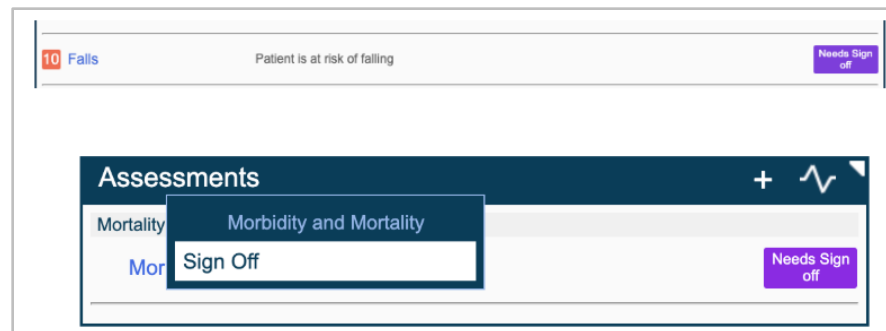 10 Falls Patient is at risk of falling Needs Sign
off
Assessments +
Mortality Morbidity and Mortality
Mor Sign Off Needs Sign
off